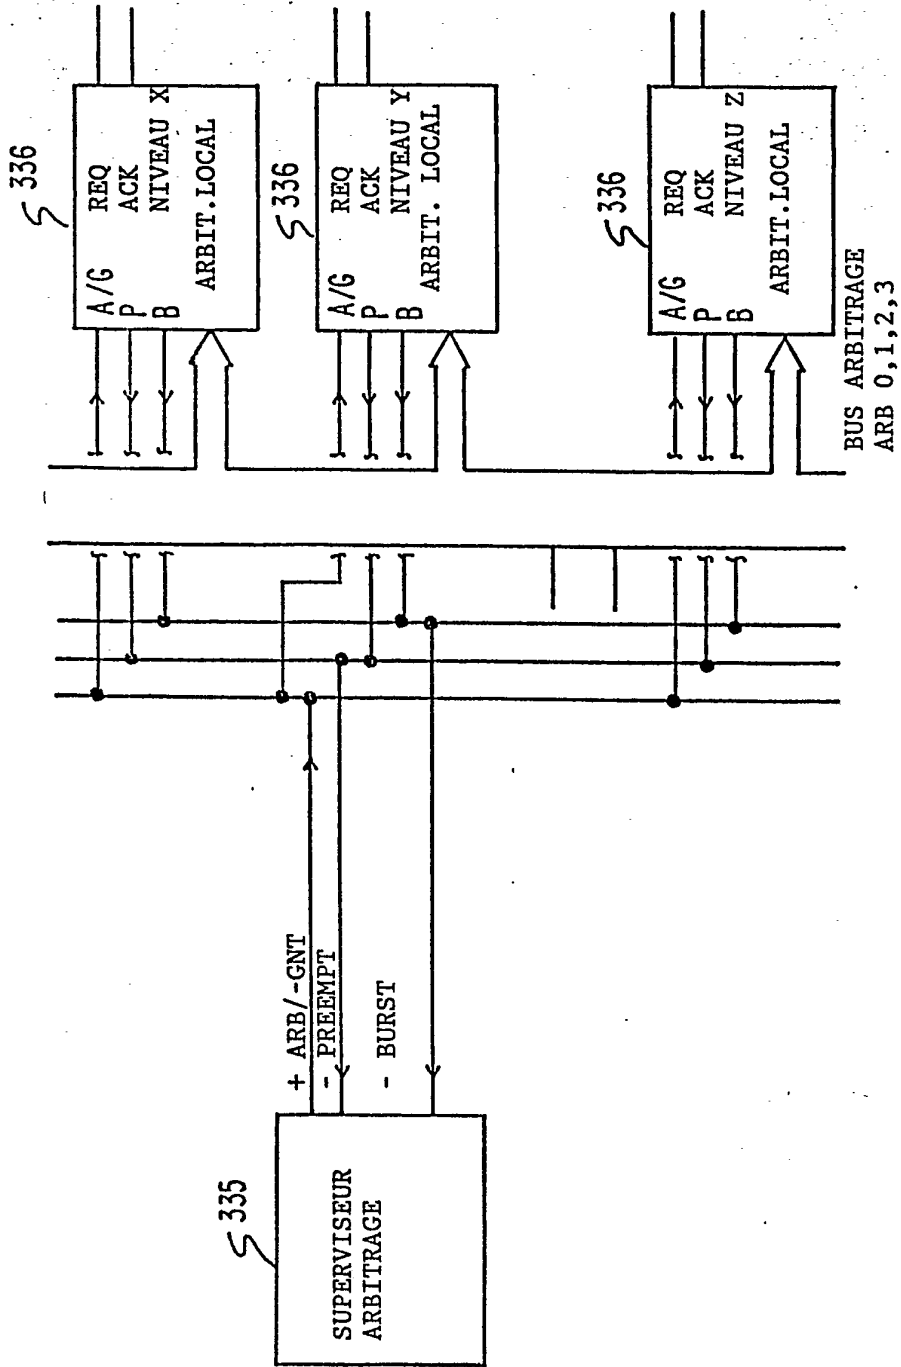 335
SUPERVISEUR
ARBITRAGE
+ ARB/-GNT
- PREEMPT
- BURST
336
A/G REQ
P ACK
B NIVEAU X
ARBIT.LOCAL
336
A/G REQ
P ACK
B NIVEAU Y
ARBIT. LOCAL
336
A/G REQ
P ACK
B NIVEAU Z
ARBIT.LOCAL
BUS ARBITRAGE
ARB 0,1,2,3